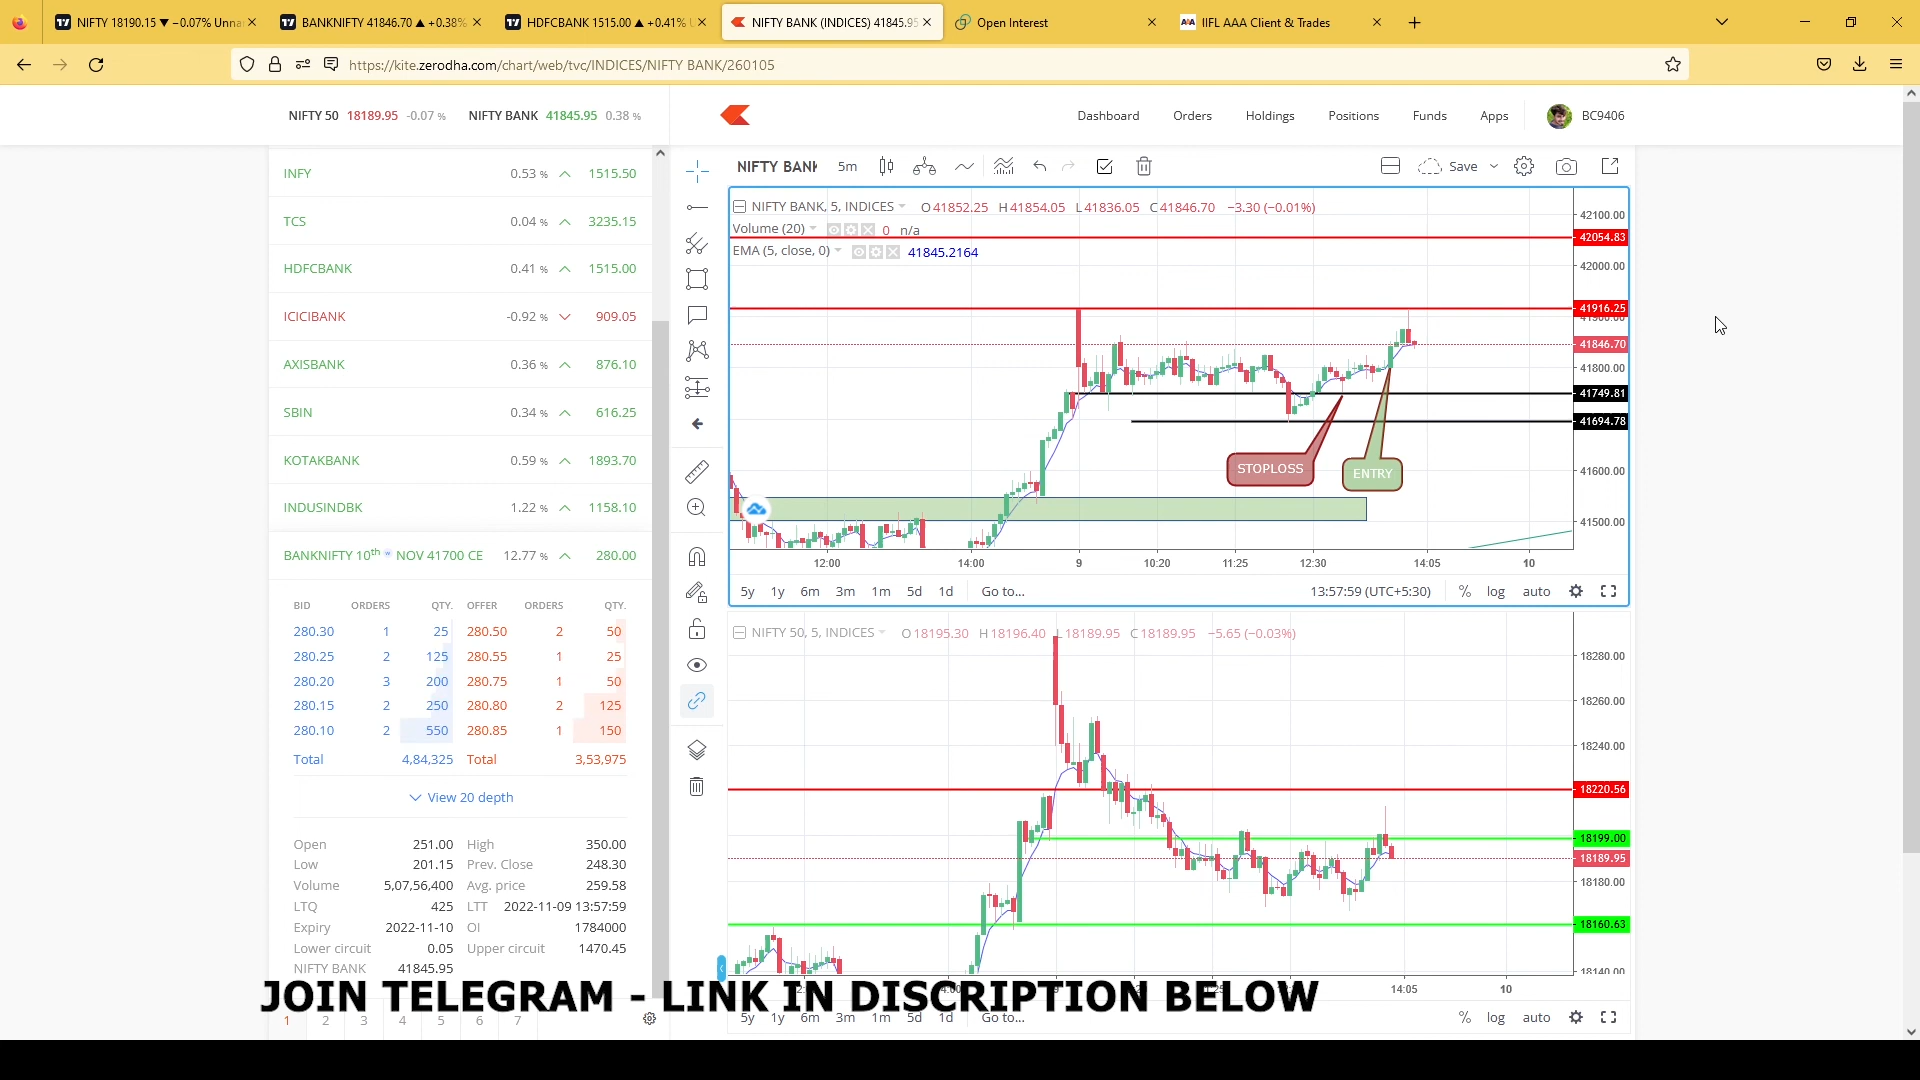 NIFTY 18190.15 ▼ −0.07% Unna
BANKNIFTY 41846.70 ▲ +0.38%
HDFCBANK 1515.00 ▲ +0.41% U
NIFTY BANK (INDICES) 41845.95
Open Interest
IIFL AAA Client & Trades
https://kite.zerodha.com/chart/web/tvc/INDICES/NIFTY BANK/260105
NIFTY 50 18189.95 -0.07 % NIFTY BANK 41845.95 0.38 %
Dashboard Orders Holdings Positions Funds Apps BC9406
INFY 0.53 % 1515.50
TCS 0.04 % 3235.15
HDFCBANK 0.41 % 1515.00
ICICIBANK -0.92 % 909.05
AXISBANK 0.36 % 876.10
SBIN 0.34 % 616.25
KOTAKBANK 0.59 % 1893.70
INDUSINDBK 1.22 % 1158.10
BANKNIFTY 10th w NOV 41700 CE 12.77 % 280.00
BID ORDERS QTY. OFFER ORDERS QTY.
280.30 1 25 280.50 2 50
280.25 2 125 280.55 1 25
280.20 3 200 280.75 1 50
280.15 2 250 280.80 2 125
280.10 2 550 280.85 1 150
Total 4,84,325 Total 3,53,975
View 20 depth
Open 251.00 High 350.00
Low 201.15 Prev. Close 248.30
Volume 5,07,56,400 Avg. price 259.58
LTQ 425 LTT 2022-11-09 13:57:59
Expiry 2022-11-10 OI 1784000
Lower circuit 0.05 Upper circuit 1470.45
NIFTY BANK 41845.95
1 2 3 4 5 6 7
NIFTY BANK 5m Save
NIFTY BANK, 5, INDICES O41852.25 H41854.05 L41836.05 C41846.70 −3.30 (−0.01%)
Volume (20) 0 n/a
EMA (5, close, 0) 41845.2164
42100.00
42054.83
42000.00
41916.25
41900.00
41846.70
41800.00
41749.81
41694.78
41600.00
41500.00
STOPLOSS
ENTRY
12:00 14:00 9 10:20 11:25 12:30 14:05 10
5y 1y 6m 3m 1m 5d 1d Go to... 13:57:59 (UTC+5:30) % log auto
NIFTY 50, 5, INDICES O18195.30 H18196.40 L18189.95 C18189.95 −5.65 (−0.03%)
18280.00
18260.00
18240.00
18220.56
18199.00
18189.95
18180.00
18160.63
18140.00
14:05 10
JOIN TELEGRAM - LINK IN DISCRIPTION BELOW
5y 1y 6m 3m 1m 5d 1d Go to... % log auto